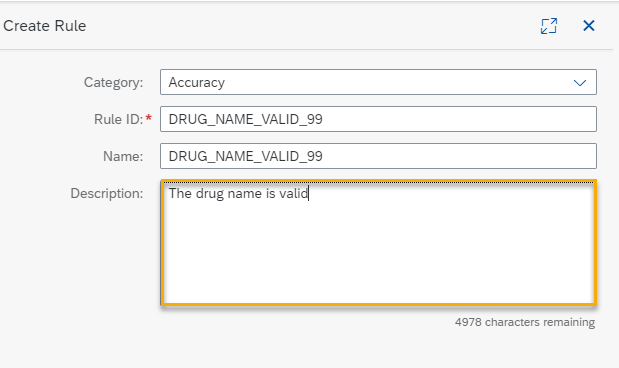 Create Rule
Category: Accuracy
Rule ID:* DRUG_NAME_VALID_99
Name: DRUG_NAME_VALID_99
Description: The drug name is valid
4978 characters remaining